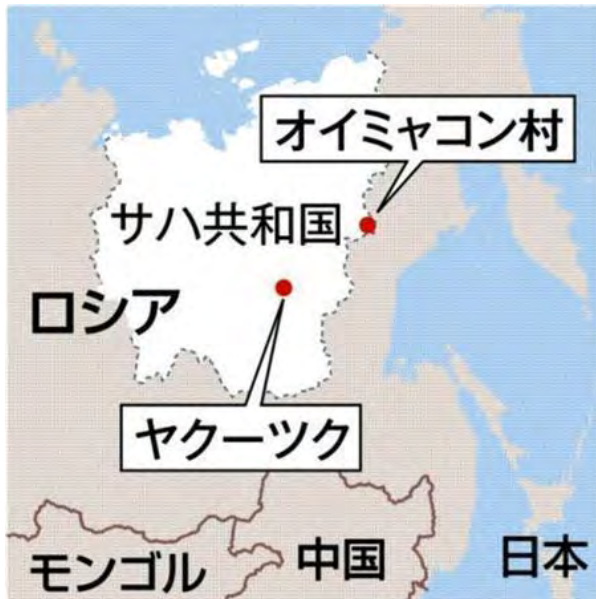 オイミャコン村
サハ共和国
ロシア
ヤクーツク
モンゴル
中国
日本